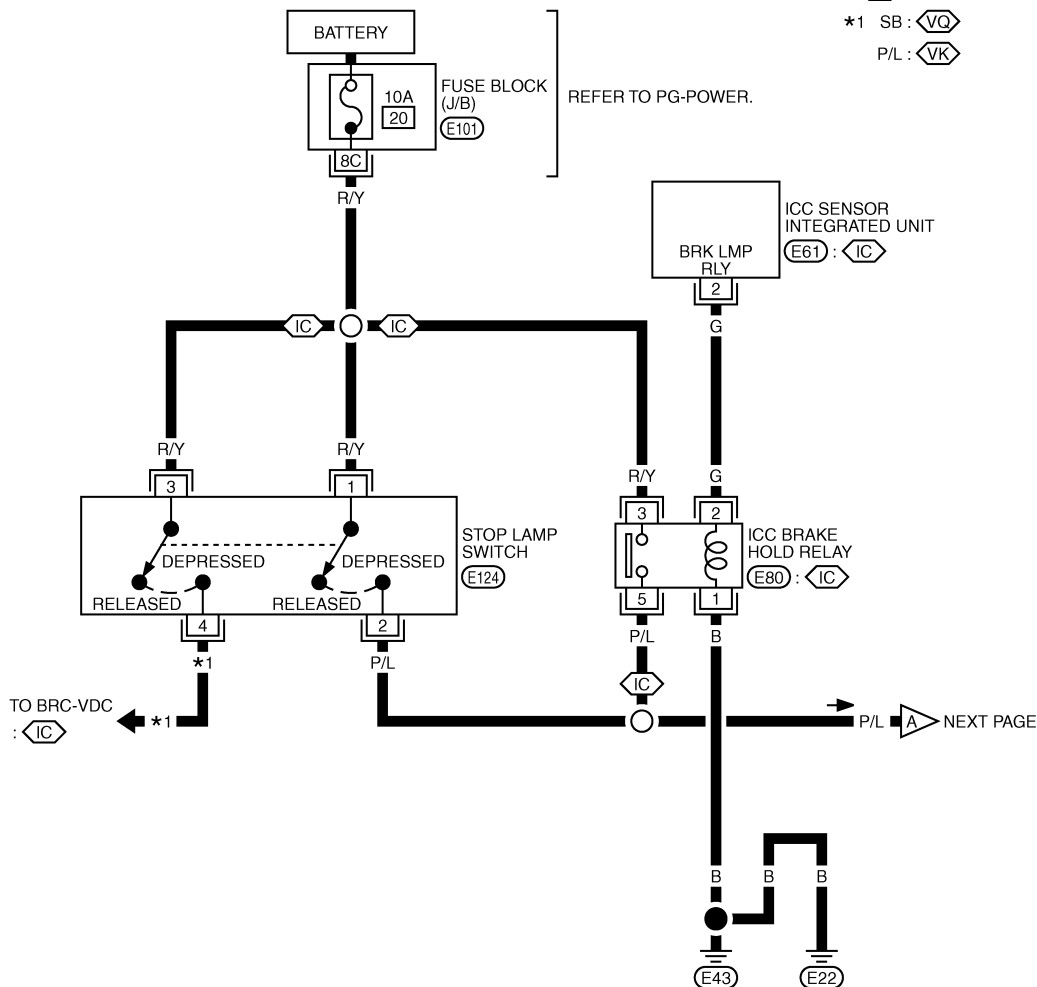 *1 SB : VQ
P/L : VK
BATTERY
10A
20
FUSE BLOCK
(J/B)
E101
REFER TO PG-POWER.
8C
R/Y
ICC SENSOR
INTEGRATED UNIT
E61 : IC
BRK LMP
RLY
2
G
IC
IC
R/Y
R/Y
R/Y
G
3
1
3
2
DEPRESSED
DEPRESSED
RELEASED
RELEASED
STOP LAMP
SWITCH
E124
ICC BRAKE
HOLD RELAY
E80 : IC
4
2
5
1
*1
P/L
P/L
B
IC
TO BRC-VDC
: IC
*1
P/L
A
NEXT PAGE
B
B
B
E43
E22